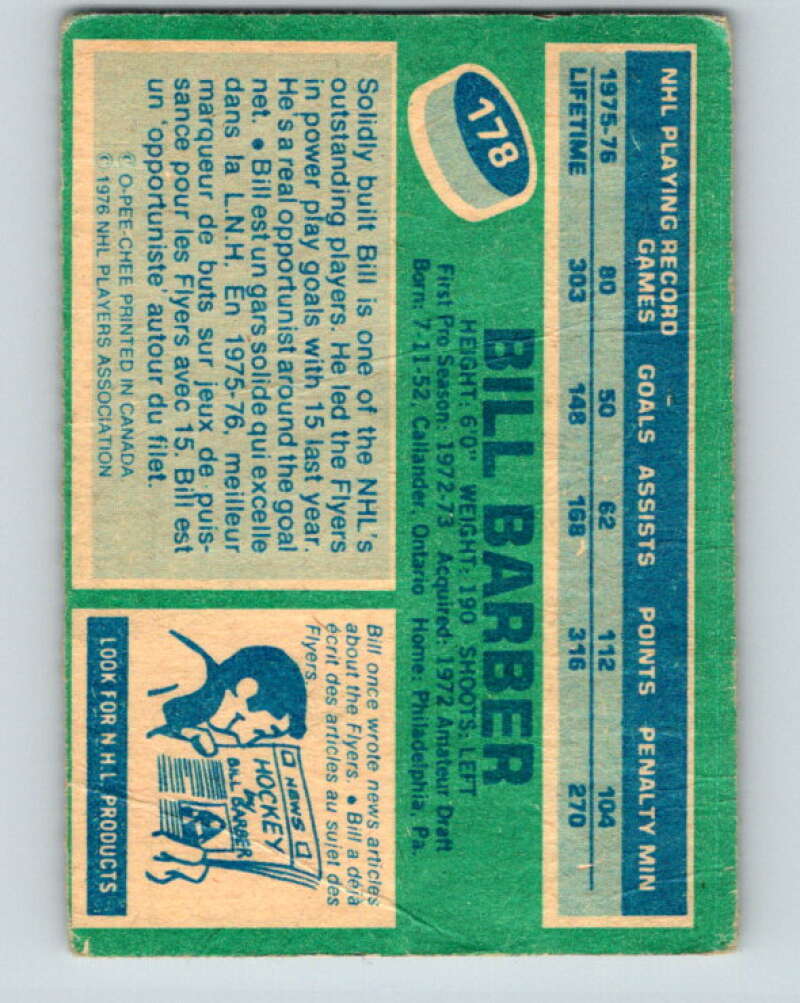 NHL PLAYING RECORD
GAMES GOALS ASSISTS POINTS PENALTY MIN
1975-76 80 50 62 112 104
LIFETIME 303 148 168 316 270
178
BILL BARBER
HEIGHT: 6'0" WEIGHT: 190 SHOOTS: LEFT
First Pro Season: 1972-73 Acquired: 1972 Amateur Draft
Born: 7-11-52, Callander, Ontario Home: Philadelphia, Pa.
Solidly built Bill is one of the NHL's
outstanding players. He led the Flyers
in power play goals with 15 last year.
He's a real opportunist around the goal
net. • Bill est un gars solide qui excelle
dans la L.N.H. En 1975-76, meilleur
marqueur de buts sur jeux de puis-
sance pour les Flyers avec 15. Bill est
un 'opportuniste' autour du filet.
© O-PEE-CHEE PRINTED IN CANADA
© 1976 NHL PLAYERS ASSOCIATION
Bill once wrote news articles
about the Flyers. • Bill a déjà
écrit des articles au sujet des
Flyers.
NEWS
HOCKEY
by
BILL BARBER
LOOK FOR N.H.L. PRODUCTS